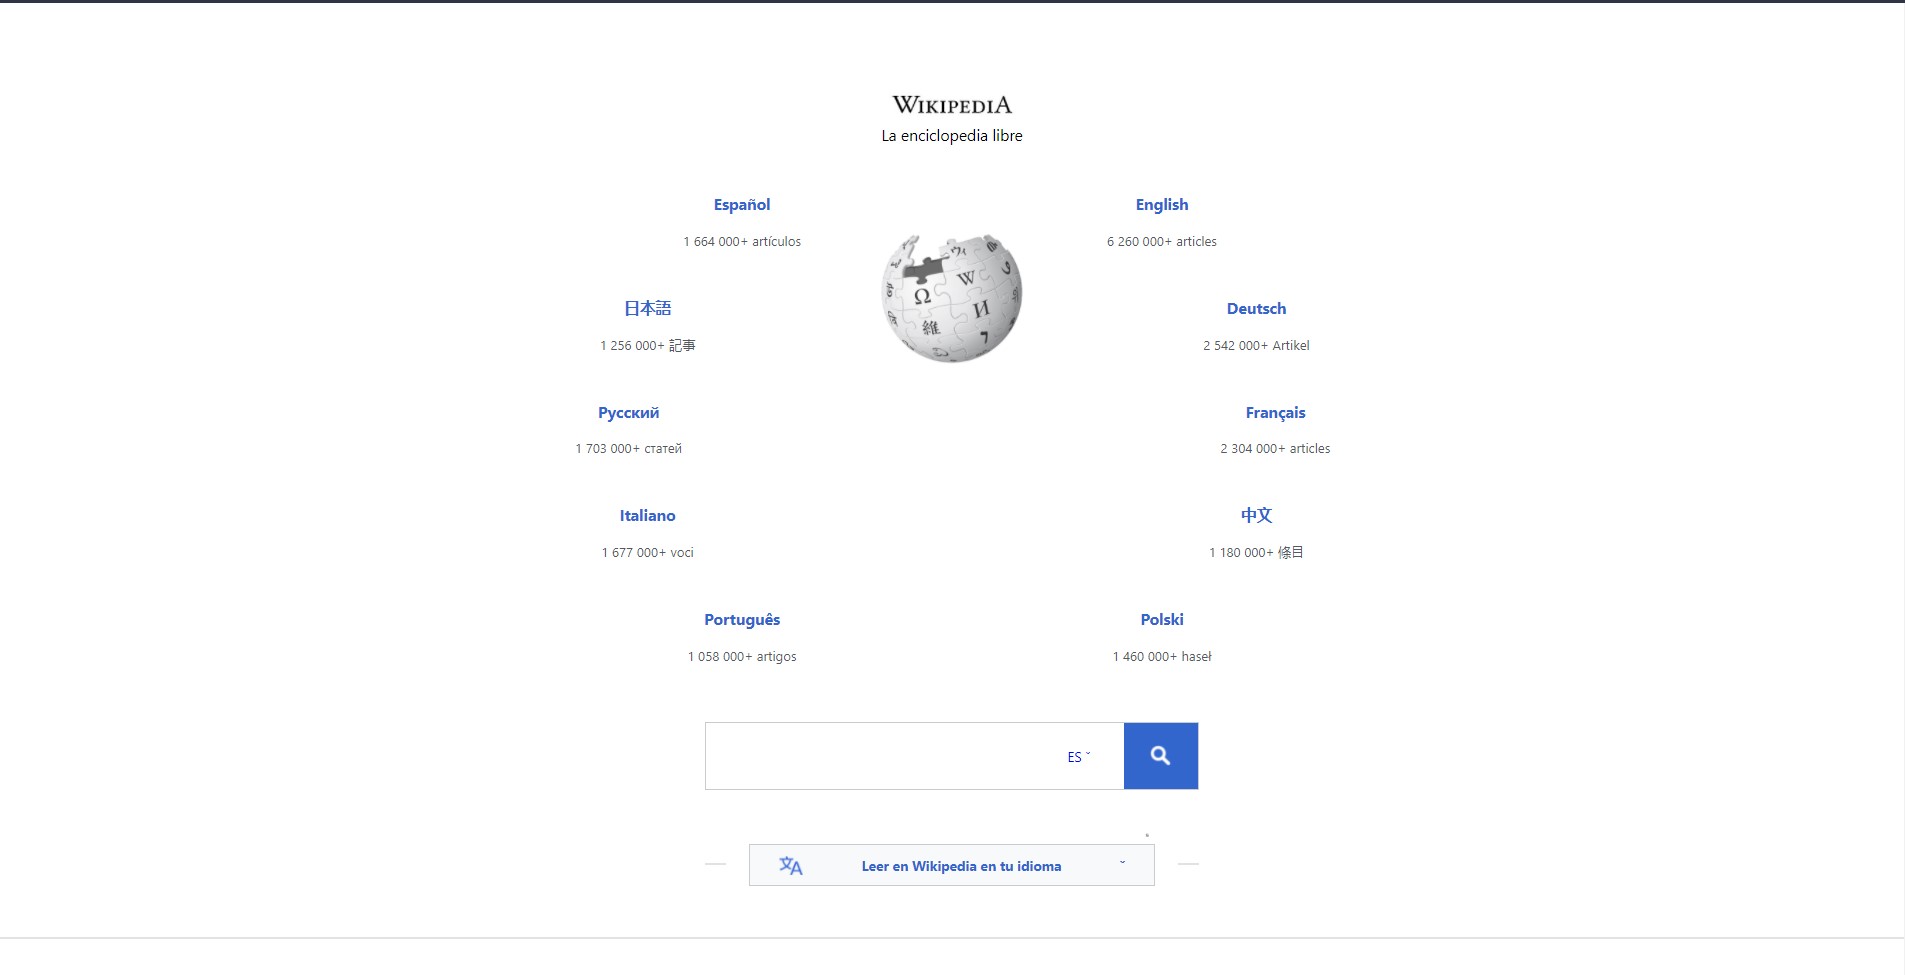 WIKIPEDIA
La enciclopedia libre
Español
1 664 000+ artículos
English
6 260 000+ articles
日本語
1 256 000+ 記事
Deutsch
2 542 000+ Artikel
Русский
1 703 000+ статей
Français
2 304 000+ articles
Italiano
1 677 000+ voci
中文
1 180 000+ 條目
Português
1 058 000+ artigos
Polski
1 460 000+ haseł
Ω W И 維
ES
Leer en Wikipedia en tu idioma